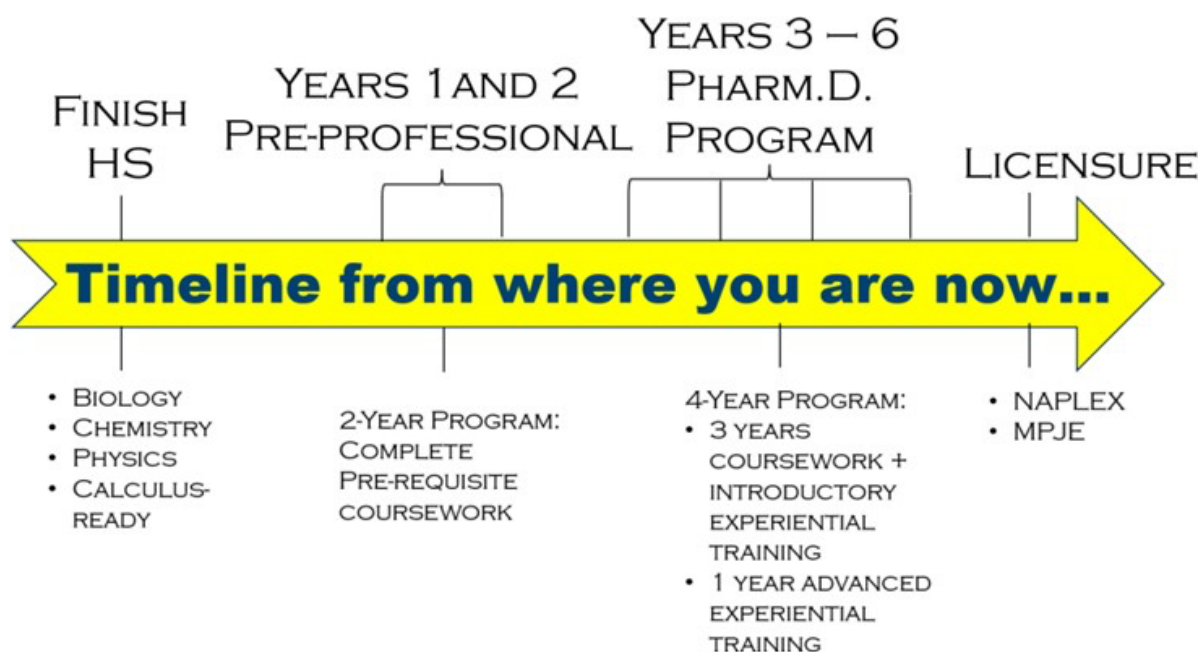 FINISH
HS
YEARS 1 AND 2
PRE-PROFESSIONAL
YEARS 3 – 6
PHARM.D.
PROGRAM
LICENSURE
Timeline from where you are now...
• BIOLOGY
• CHEMISTRY
• PHYSICS
• CALCULUS-
READY
2-YEAR PROGRAM:
COMPLETE
PRE-REQUISITE
COURSEWORK
4-YEAR PROGRAM:
• 3 YEARS
COURSEWORK +
INTRODUCTORY
EXPERIENTIAL
TRAINING
• 1 YEAR ADVANCED
EXPERIENTIAL
TRAINING
• NAPLEX
• MPJE